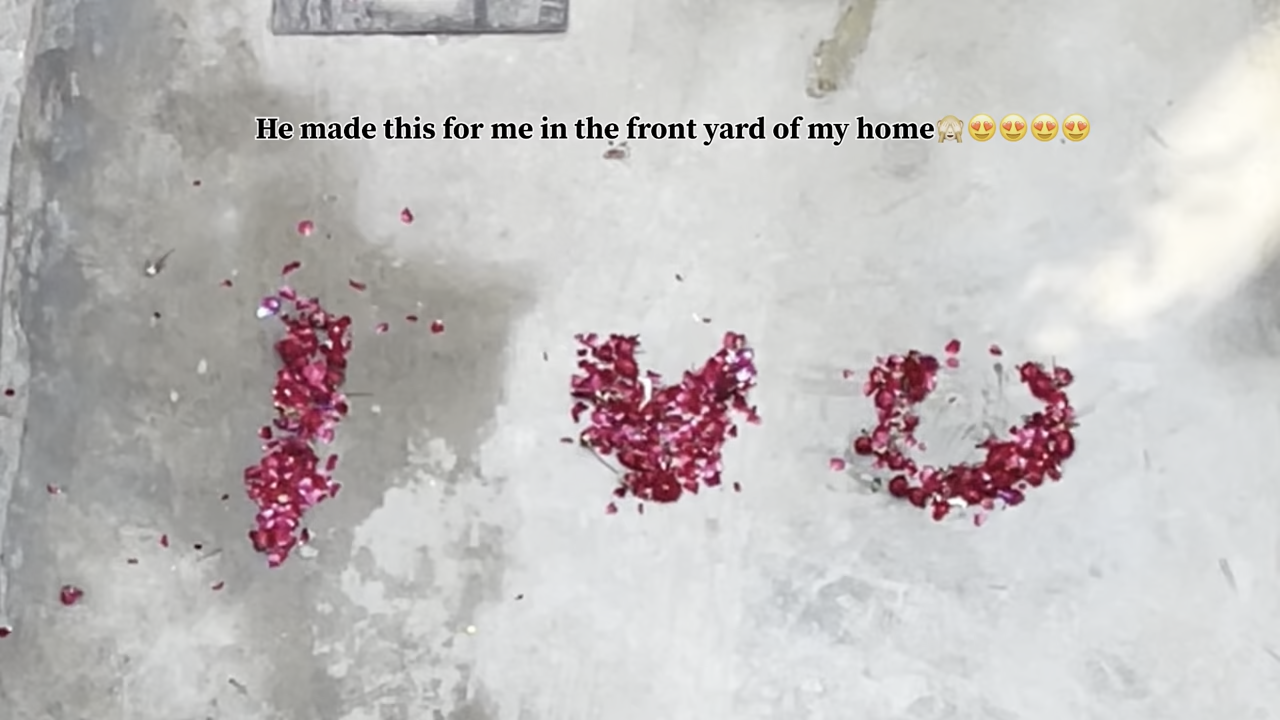 He made this for me in the front yard of my home🙈😍😍😍😍
I ♥ U